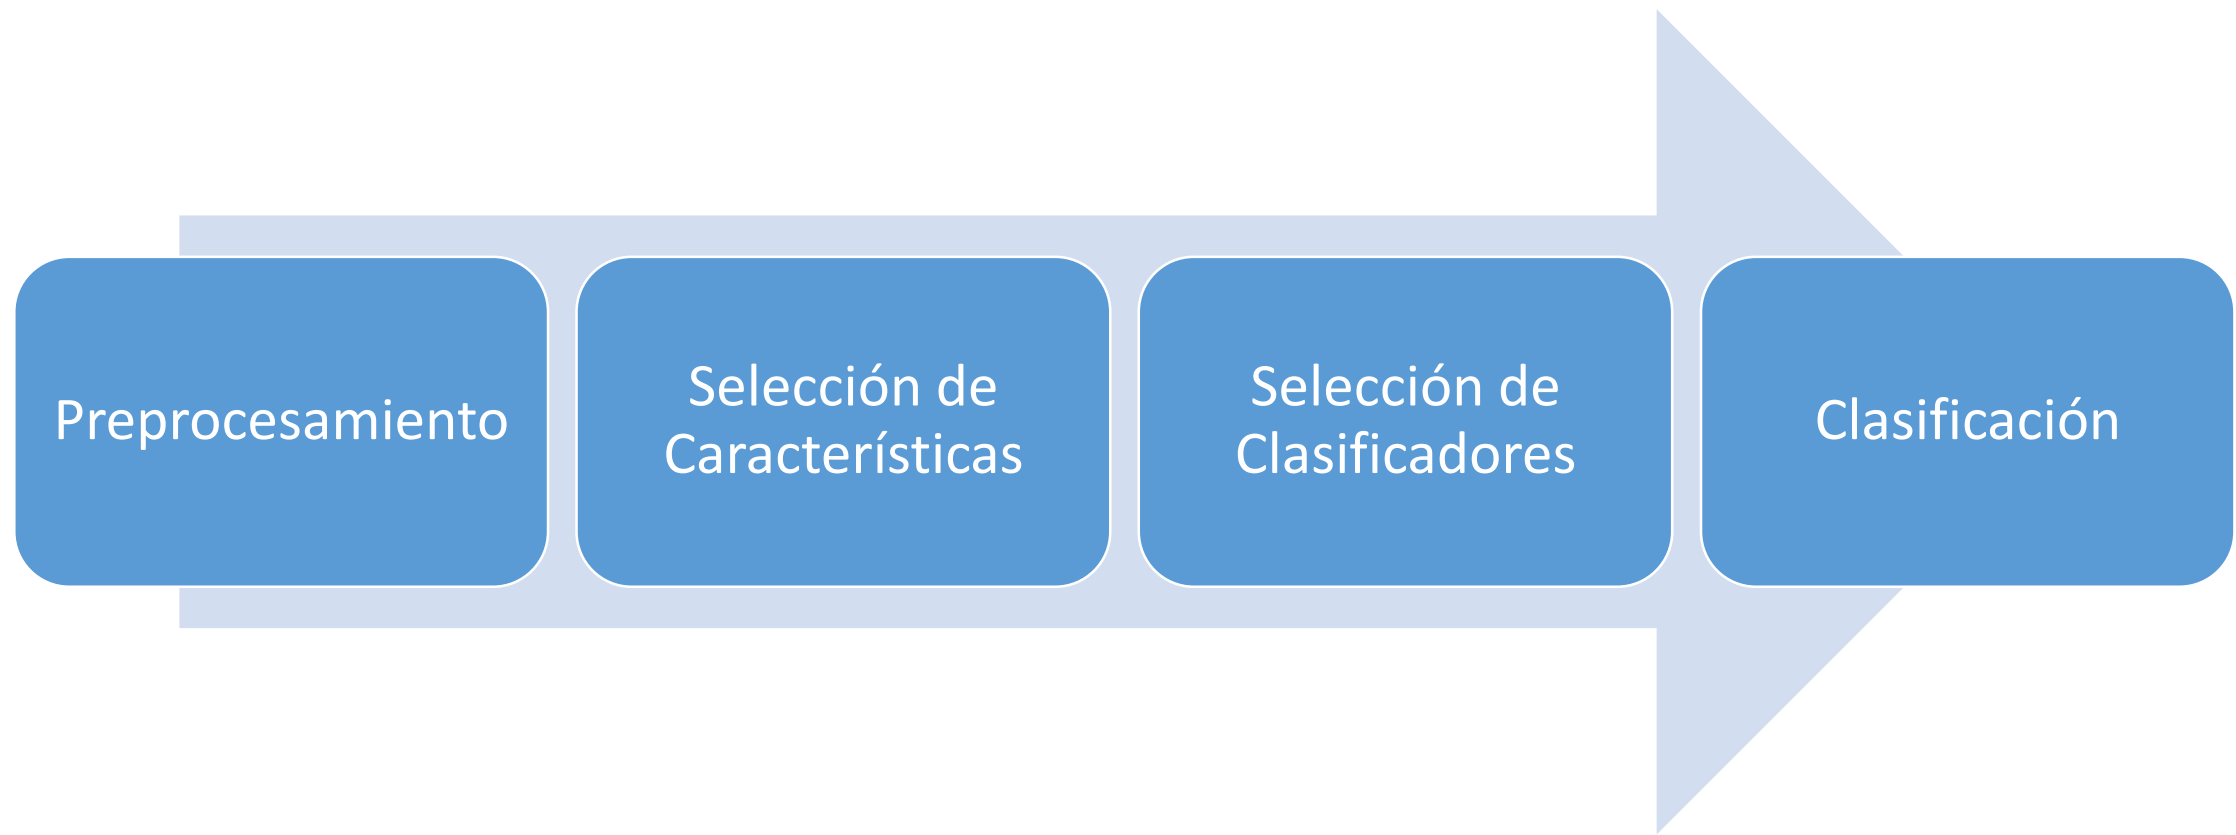 Preprocesamiento
Selección de
Características
Selección de
Clasificadores
Clasificación